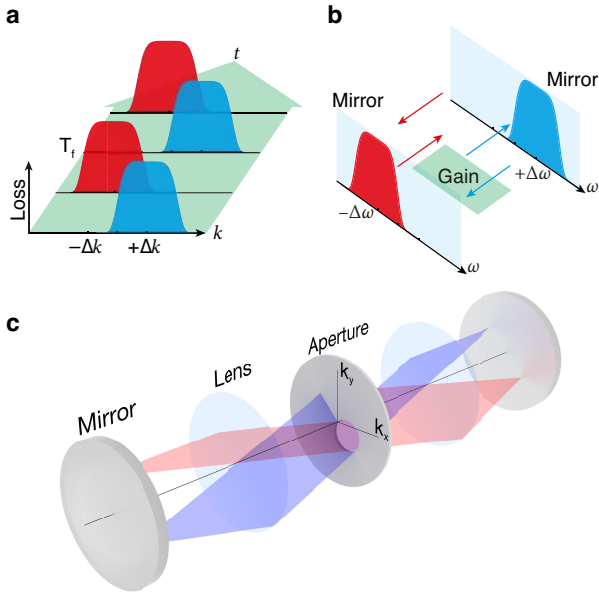 a
t
T_f
Loss
k
−Δk
+Δk
b
Mirror
Mirror
Gain
+Δω
ω
−Δω
ω
c
Aperture
Lens
k_y
k_x
Mirror